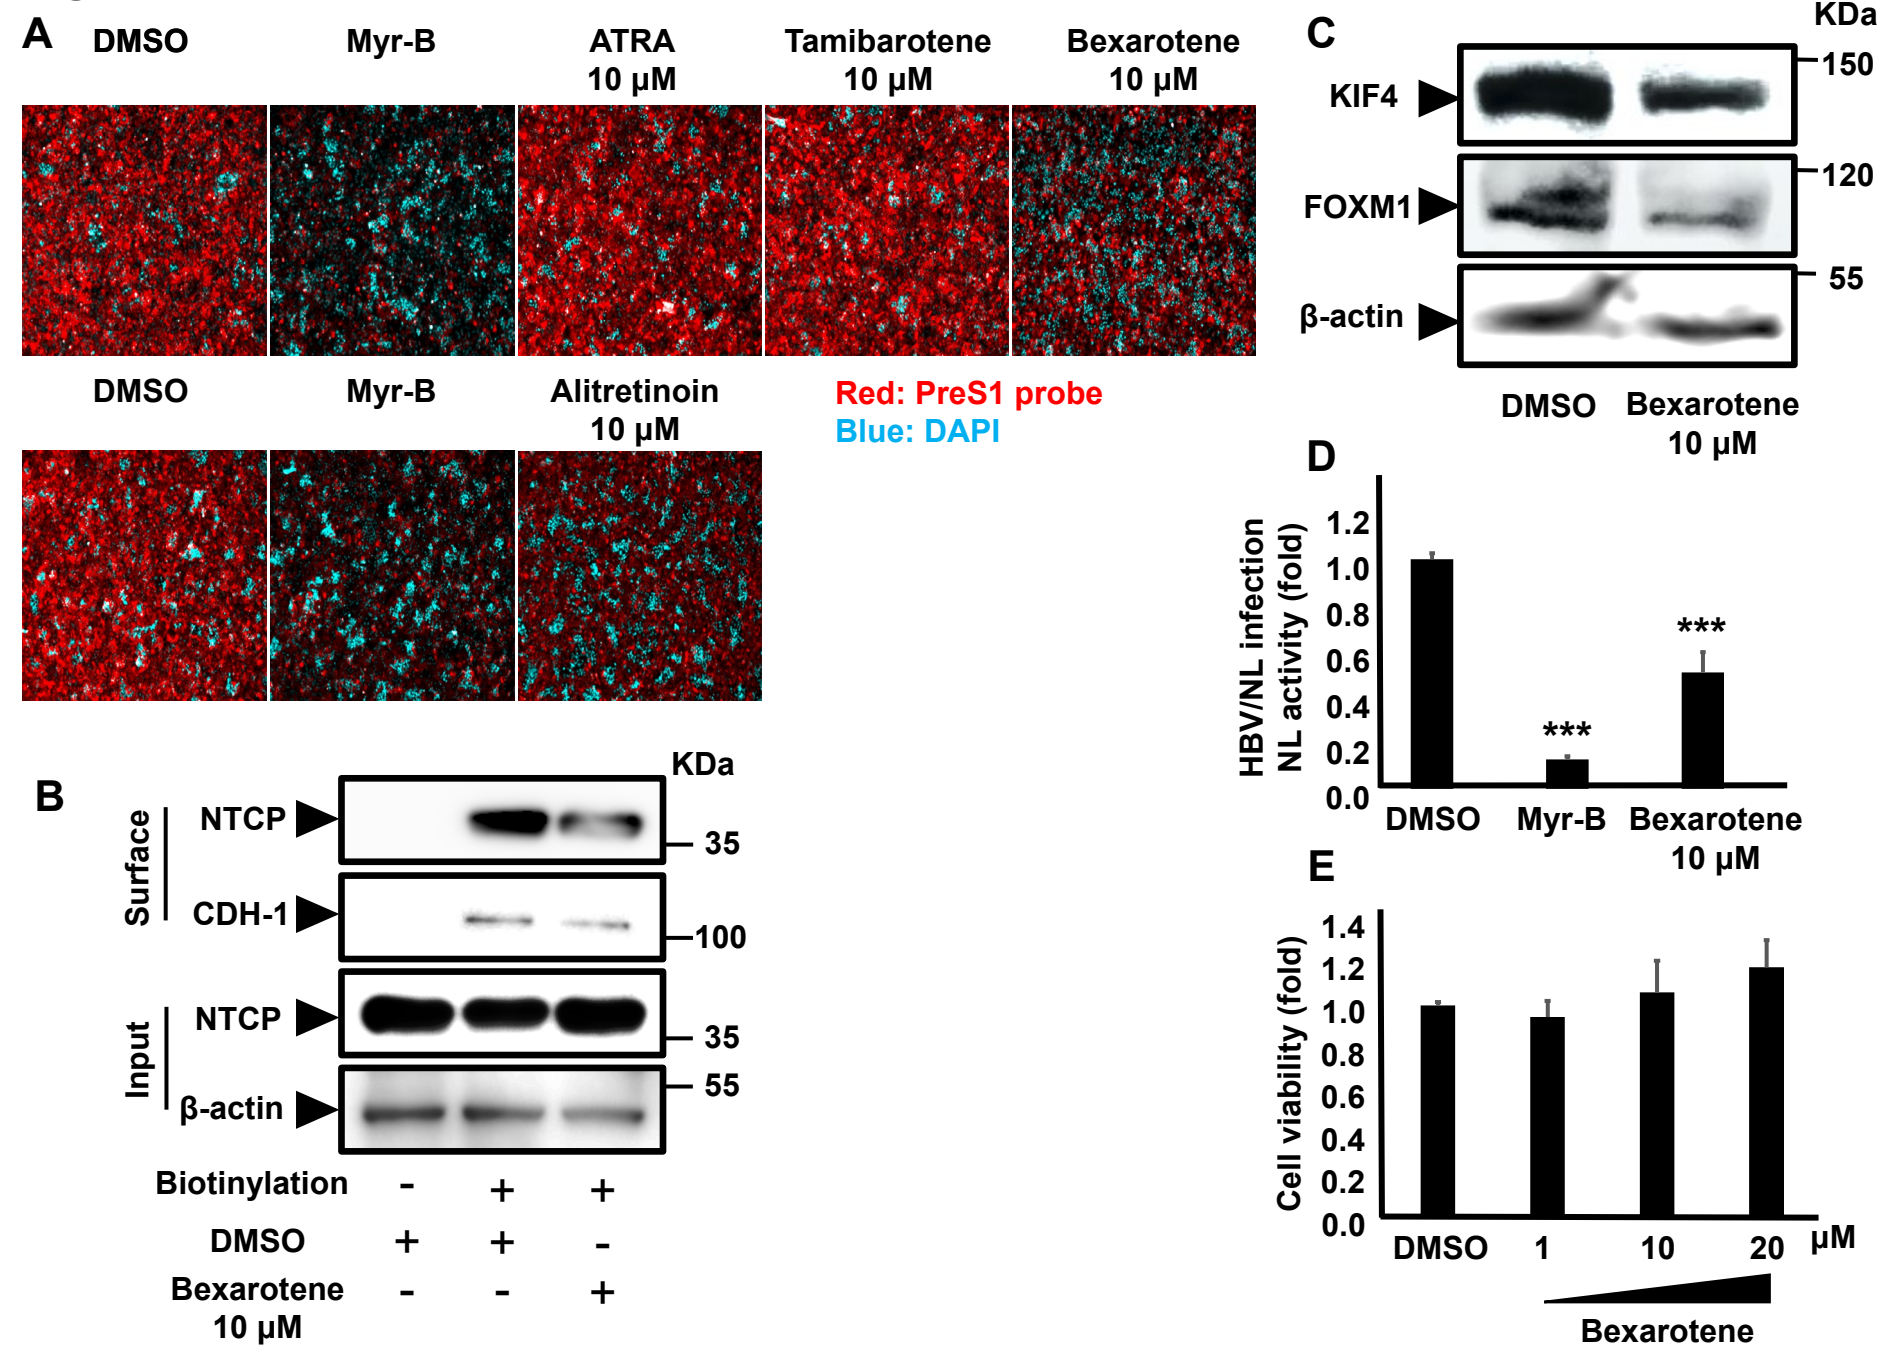 A
DMSO
Myr-B
ATRA
10 µM
Tamibarotene
10 µM
Bexarotene
10 µM
DMSO
Myr-B
Alitretinoin
10 µM
Red: PreS1 probe
Blue: DAPI
B
KDa
Surface
NTCP
35
CDH-1
100
Input
NTCP
35
β-actin
55
Biotinylation - + +
DMSO + + -
Bexarotene - - +
10 µM
C
KDa
KIF4
150
FOXM1
120
β-actin
55
DMSO
Bexarotene
10 µM
D
HBV/NL infection
NL activity (fold)
1.2
1.0
0.8
0.6
0.4
0.2
0.0
***
***
DMSO
Myr-B
Bexarotene
10 µM
E
Cell viability (fold)
1.4
1.2
1.0
0.8
0.6
0.4
0.2
0.0
DMSO 1 10 20 µM
Bexarotene